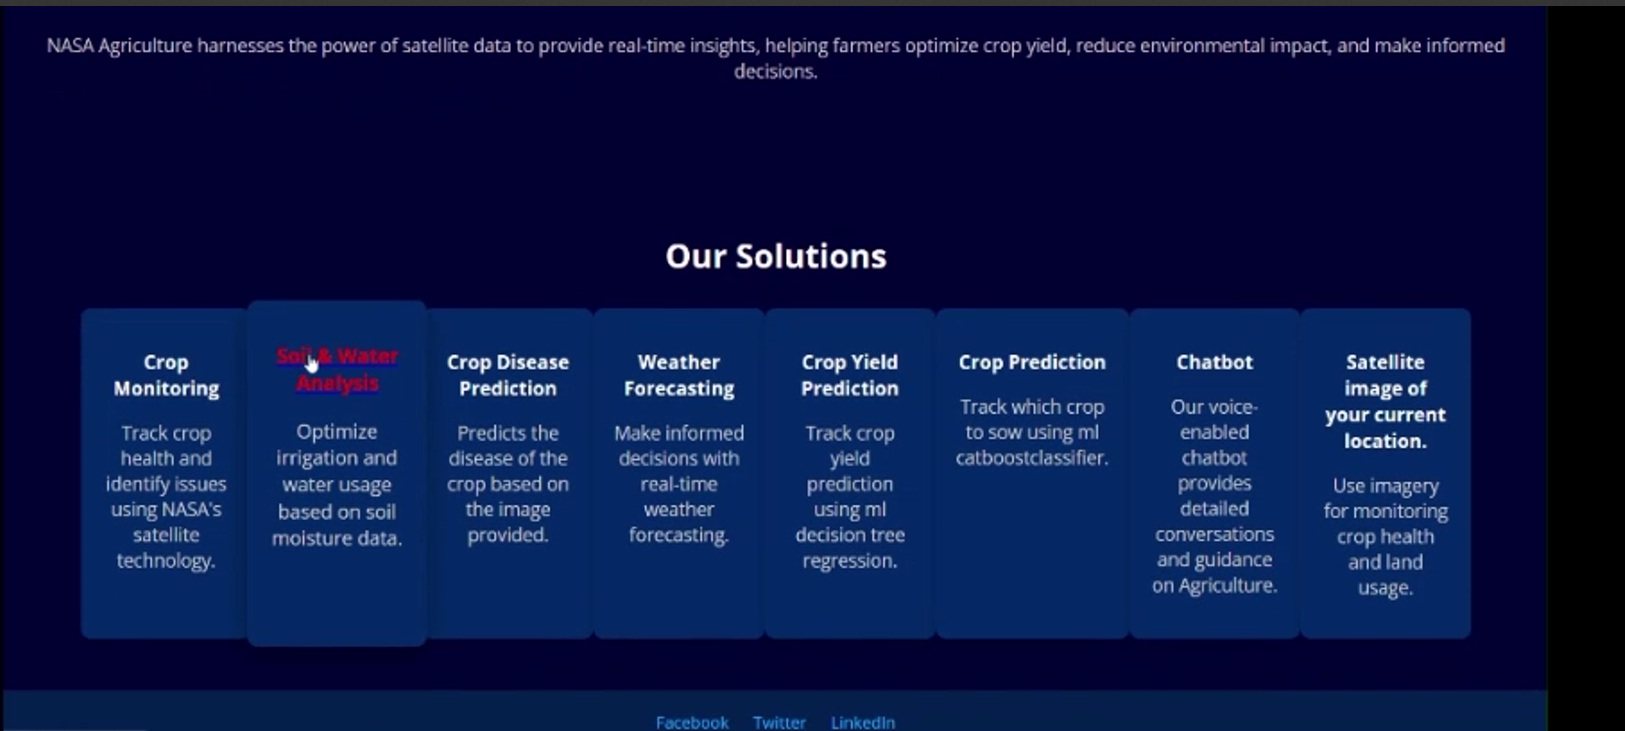 NASA Agriculture harnesses the power of satellite data to provide real-time insights, helping farmers optimize crop yield, reduce environmental impact, and make informed
decisions.
Our Solutions
Crop
Monitoring
Track crop
health and
identify issues
using NASA's
satellite
technology.
Soil & Water
Analysis
Optimize
irrigation and
water usage
based on soil
moisture data.
Crop Disease
Prediction
Predicts the
disease of the
crop based on
the image
provided.
Weather
Forecasting
Make informed
decisions with
real-time
weather
forecasting.
Crop Yield
Prediction
Track crop
yield
prediction
using ml
decision tree
regression.
Crop Prediction
Track which crop
to sow using ml
catboostclassifier.
Chatbot
Our voice-
enabled
chatbot
provides
detailed
conversations
and guidance
on Agriculture.
Satellite
image of
your current
location.
Use imagery
for monitoring
crop health
and land
usage.
Facebook Twitter LinkedIn